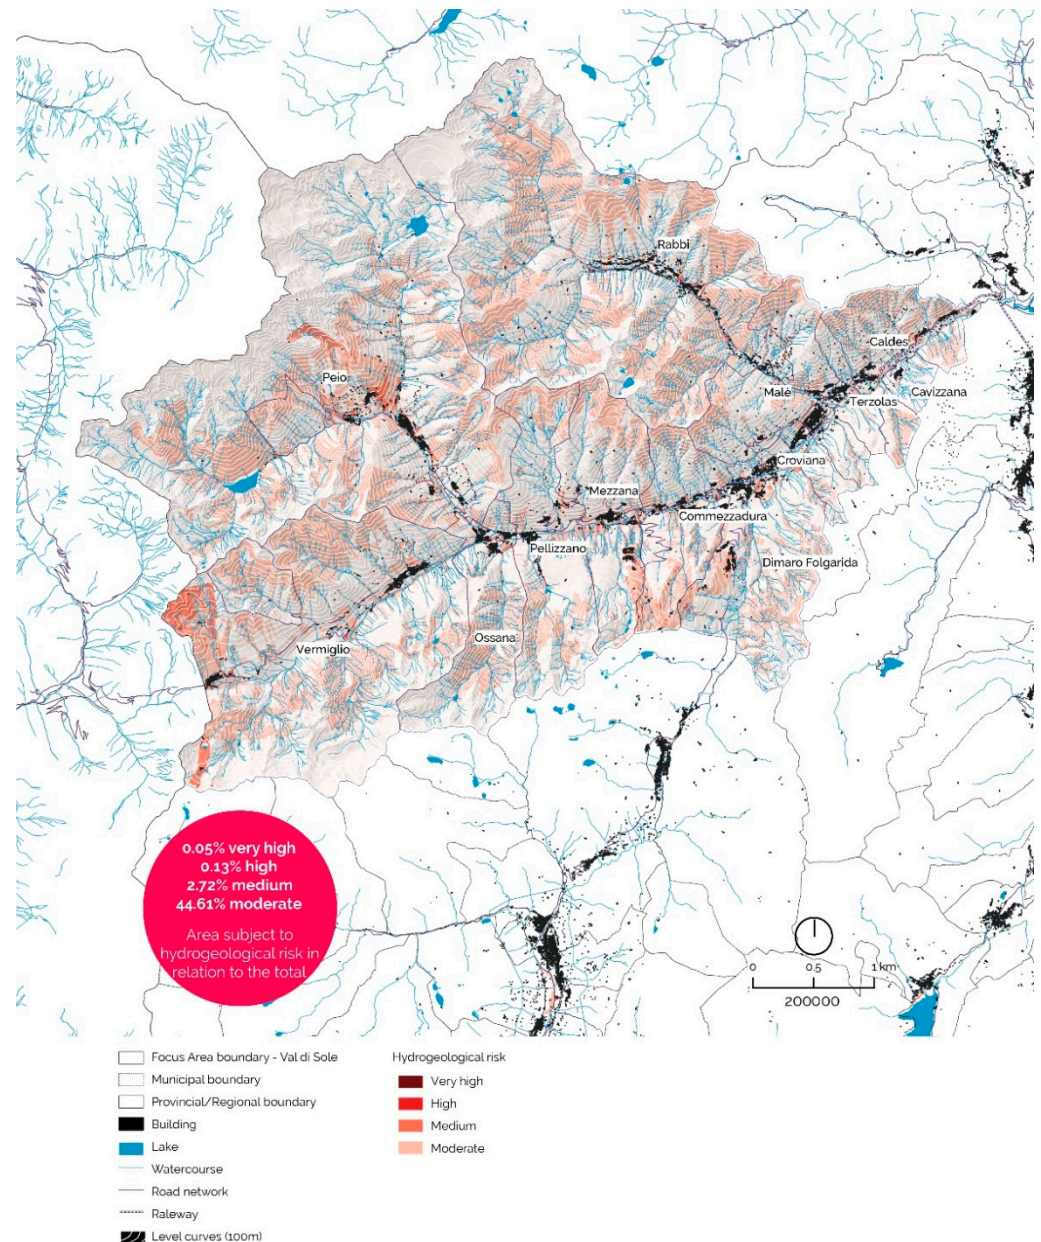 Rabbi
Caldes
Peio
Malè
Cavizzana
Terzolas
Croviana
Mezzana
Commezzadura
Pellizzano
Dimaro Folgarida
Ossana
Vermiglio
0.05% very high
0.13% high
2.72% medium
44.61% moderate
Area subject to
hydrogeological risk in
relation to the total
0 0.5 1 km
200000
Focus Area boundary - Val di Sole
Municipal boundary
Provincial/Regional boundary
Building
Lake
Watercourse
Road network
Raleway
Level curves (100m)
Hydrogeological risk
Very high
High
Medium
Moderate